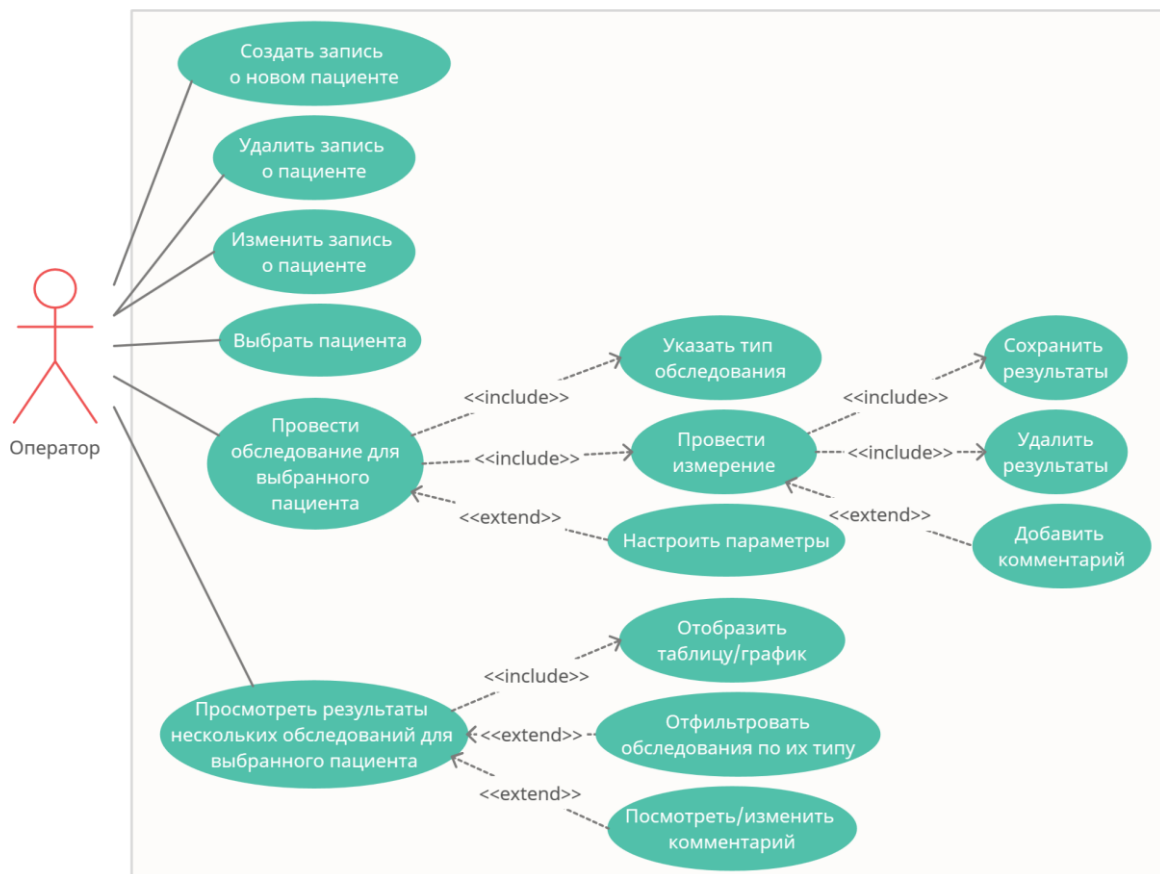 Создать запись
о новом пациенте
Удалить запись
о пациенте
Изменить запись
о пациенте
Выбрать пациента
Оператор
Провести
обследование для
выбранного
пациента
<<include>>
Указать тип
обследования
<<include>>
Провести
измерение
<<extend>>
Настроить параметры
<<include>>
Сохранить
результаты
<<include>>
Удалить
результаты
<<extend>>
Добавить
комментарий
Просмотреть результаты
нескольких обследований для
выбранного пациента
<<include>>
Отобразить
таблицу/график
<<extend>>
Отфильтровать
обследования по их типу
<<extend>>
Посмотреть/изменить
комментарий